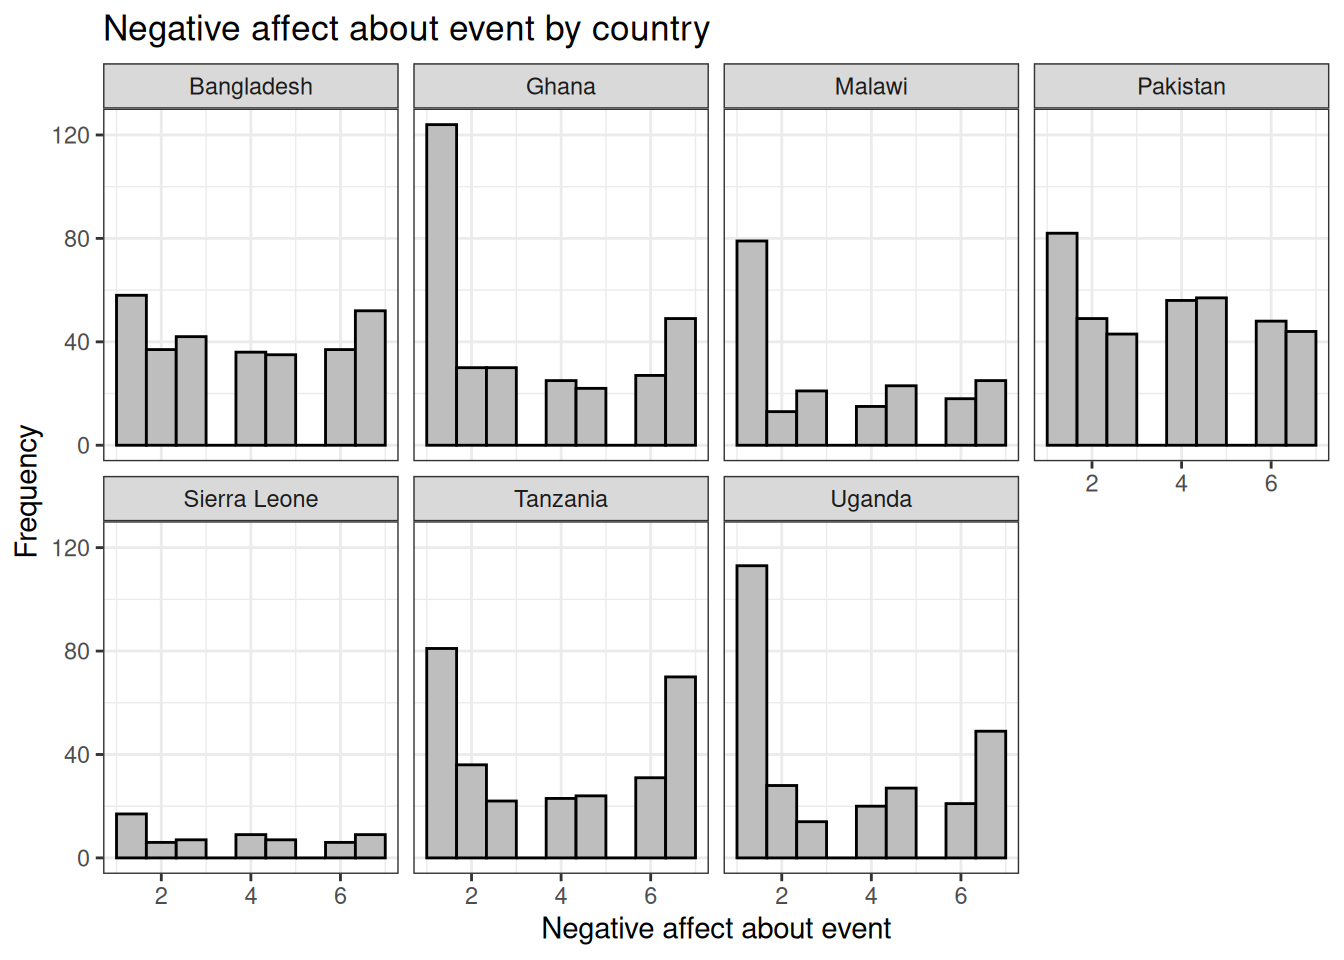 Negative affect about event by country
Bangladesh
Ghana
Malawi
Pakistan
120
80
40
0
2 4 6
Sierra Leone
Tanzania
Uganda
120
80
40
0
2 4 6
2 4 6
2 4 6
Frequency
Negative affect about event